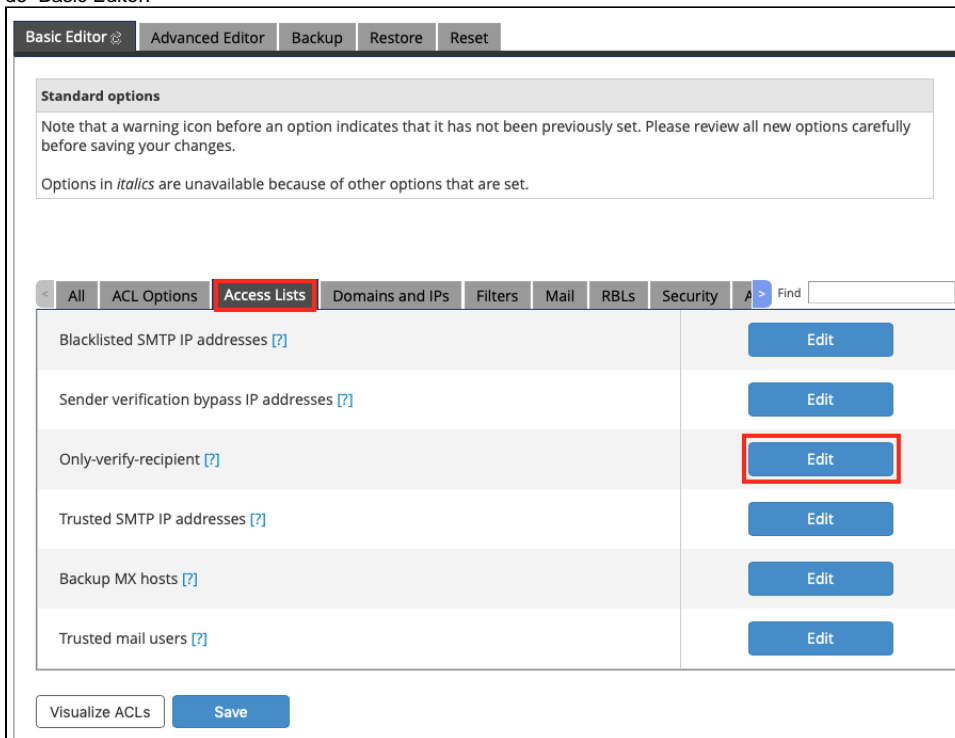 de "Basic Editor:
Basic Editor Advanced Editor Backup Restore Reset
Standard options
Note that a warning icon before an option indicates that it has not been previously set. Please review all new options carefully
before saving your changes.
Options in italics are unavailable because of other options that are set.
< All ACL Options Access Lists Domains and IPs Filters Mail RBLs Security A > Find
Blacklisted SMTP IP addresses [?] Edit
Sender verification bypass IP addresses [?] Edit
Only-verify-recipient [?] Edit
Trusted SMTP IP addresses [?] Edit
Backup MX hosts [?] Edit
Trusted mail users [?] Edit
Visualize ACLs Save